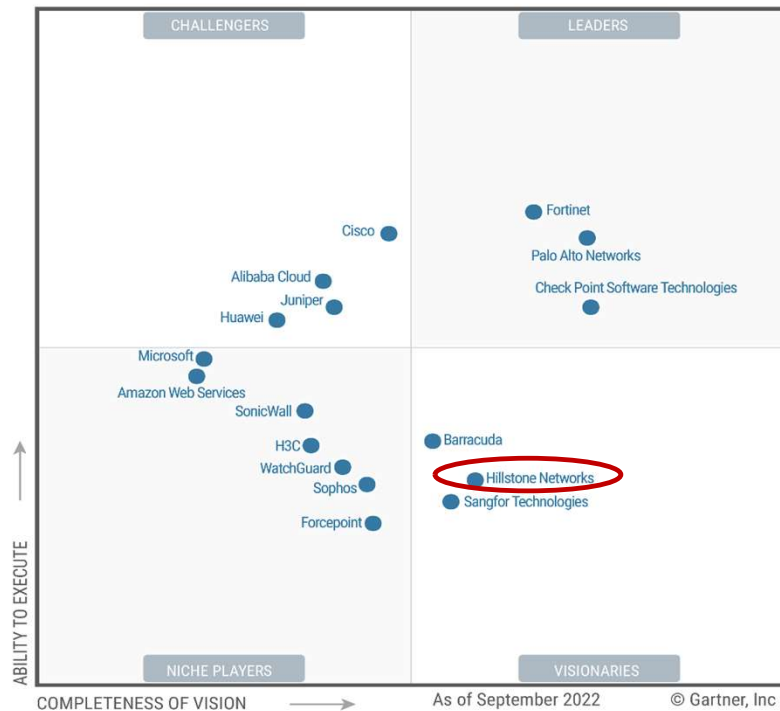 CHALLENGERS
LEADERS
Fortinet
Cisco
Palo Alto Networks
Alibaba Cloud
Check Point Software Technologies
Juniper
Huawei
Microsoft
Amazon Web Services
SonicWall
H3C
Barracuda
WatchGuard
Hillstone Networks
Sophos
Sangfor Technologies
Forcepoint
ABILITY TO EXECUTE
NICHE PLAYERS
VISIONARIES
COMPLETENESS OF VISION
As of September 2022
© Gartner, Inc